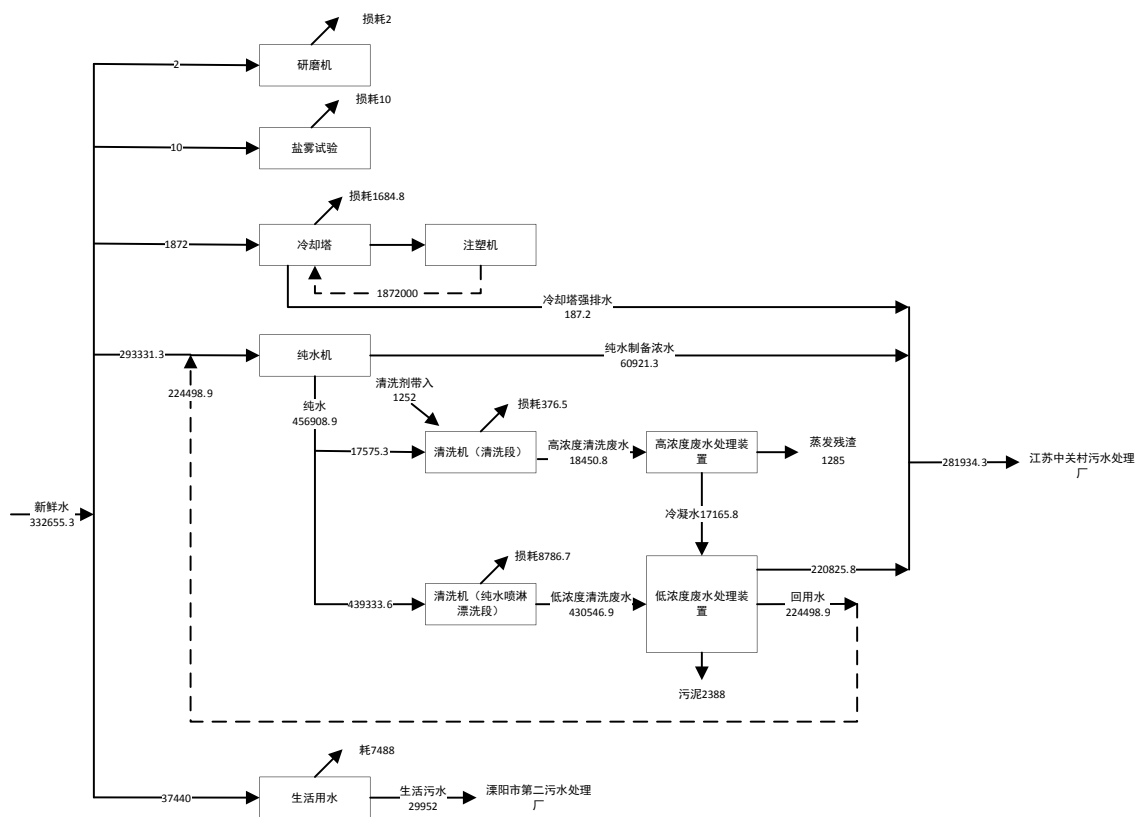 损耗2
2
研磨机
损耗10
10
盐雾试验
损耗1684.8
1872
冷却塔
注塑机
1872000
冷却塔强排水
187.2
293331.3
纯水机
纯水制备浓水
60921.3
224498.9
纯水
456908.9
清洗剂带入
1252
损耗376.5
17575.3
清洗机（清洗段）
高浓度清洗废水
18450.8
高浓度废水处理装
置
蒸发残渣
1285
281934.3
江苏中关村污水处理
厂
新鲜水
332655.3
冷凝水17165.8
损耗8786.7
220825.8
439333.6
清洗机（纯水喷淋
漂洗段）
低浓度清洗废水
430546.9
低浓度废水处理装
置
回用水
224498.9
污泥2388
耗7488
37440
生活用水
生活污水
29952
溧阳市第二污水处理
厂